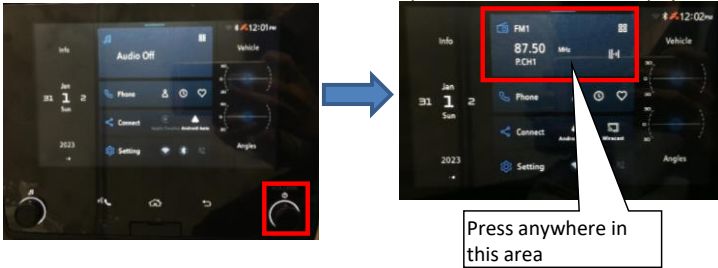 12:01PM
Info
Audio Off
Vehicle
Jan
31 1 2
Sun
Phone
Connect
Android Auto
2023
Setting
Angles
12:02PM
Info
FM1
87.50 MHz
P.CH1
Vehicle
Jan
31 1 2
Sun
Phone
Connect
Miracast
2023
Setting
Angles
Press anywhere in
this area